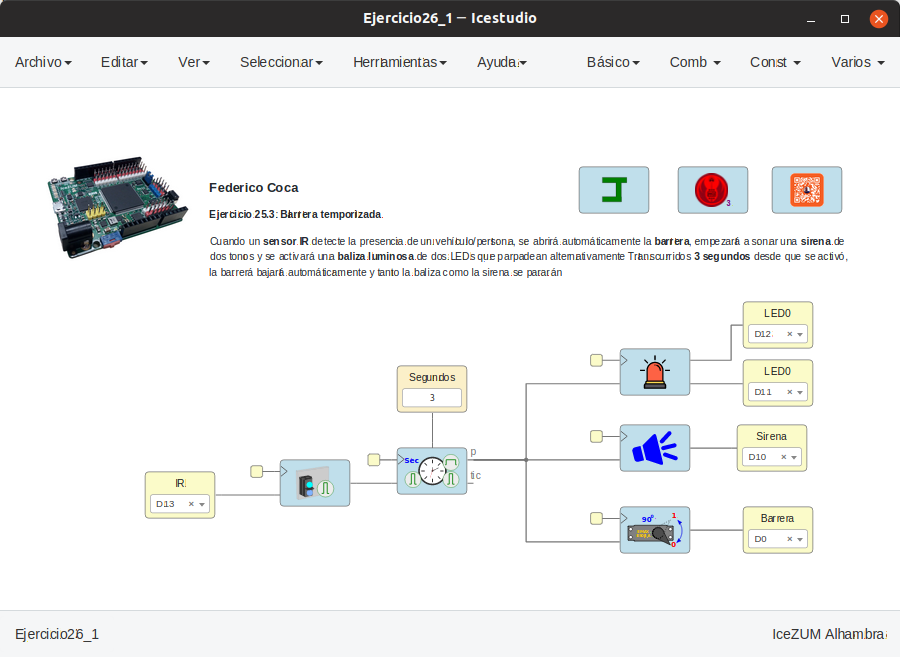 Ejercicio26_1 — Icestudio
Archivo Editar Ver Seleccionar Herramientas Ayuda Básico Comb Const Varios
Federico Coca
Ejercicio 25.3: Barrera temporizada.
Cuando un sensor IR detecte la presencia de un vehículo/persona, se abrirá automáticamente la barrera, empezará a sonar una sirena de
dos tonos y se activará una baliza luminosa de dos LEDs que parpadean alternativamente Transcurridos 3 segundos desde que se activó,
la barrerá bajará automáticamente y tanto la baliza como la sirena se pararán
3
LED0
D12
LED0
D11
Segundos
3
Sirena
D10
p
Sec
tic
IR
D13
Barrera
D0
90º
1
0
Ejercicio26_1
IceZUM Alhambra